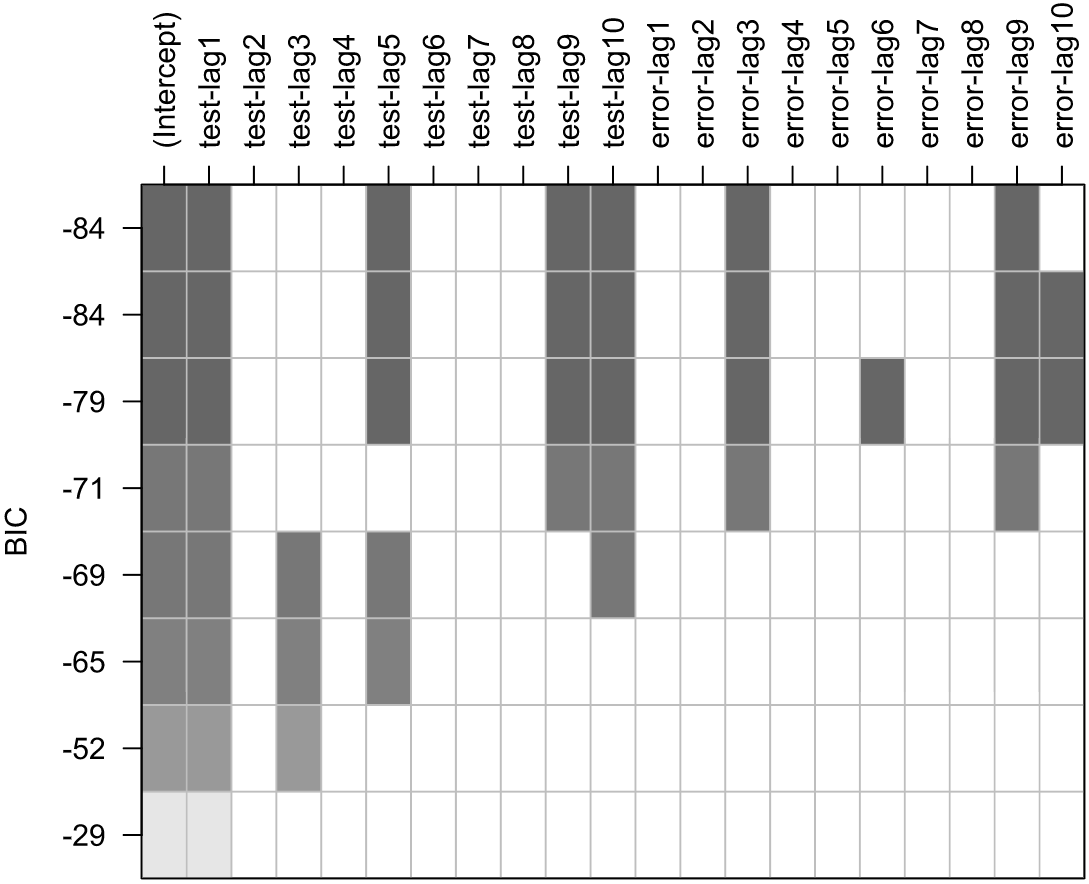 (Intercept)
test-lag1
test-lag2
test-lag3
test-lag4
test-lag5
test-lag6
test-lag7
test-lag8
test-lag9
test-lag10
error-lag1
error-lag2
error-lag3
error-lag4
error-lag5
error-lag6
error-lag7
error-lag8
error-lag9
error-lag10
BIC
-84
-84
-79
-71
-69
-65
-52
-29